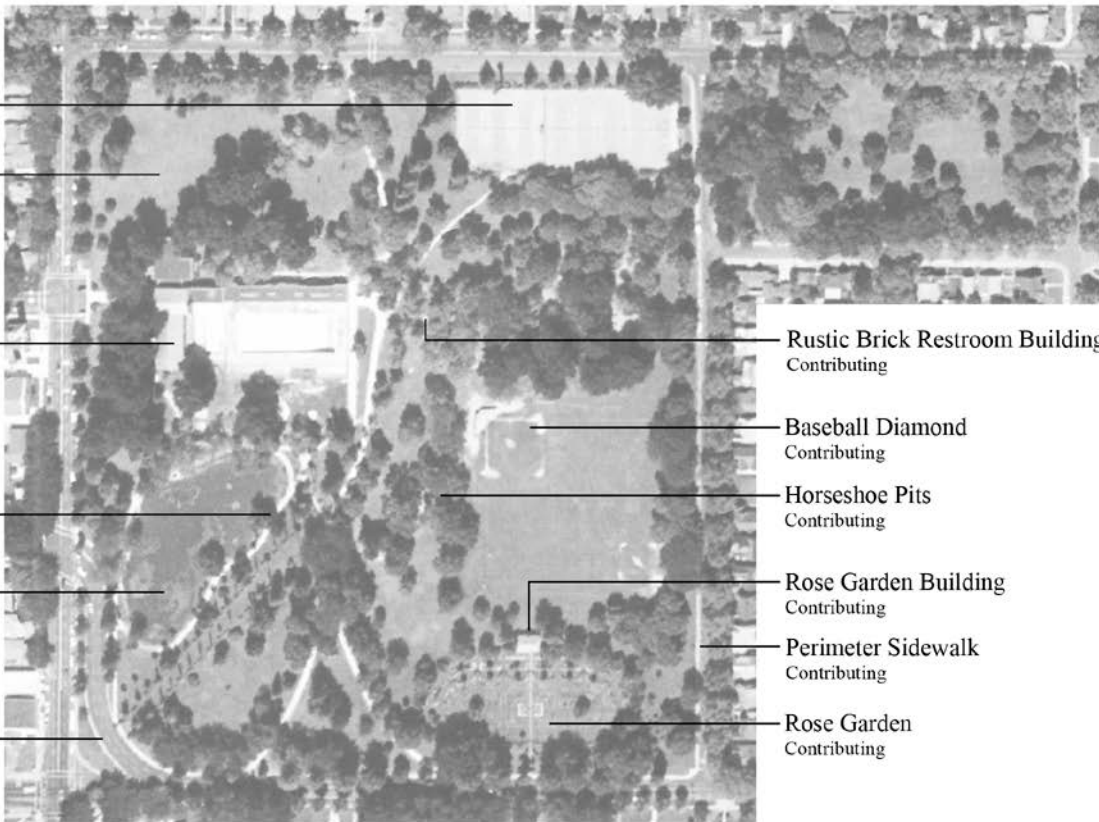 Rustic Brick Restroom Building
Contributing
Baseball Diamond
Contributing
Horseshoe Pits
Contributing
Rose Garden Building
Contributing
Perimeter Sidewalk
Contributing
Rose Garden
Contributing